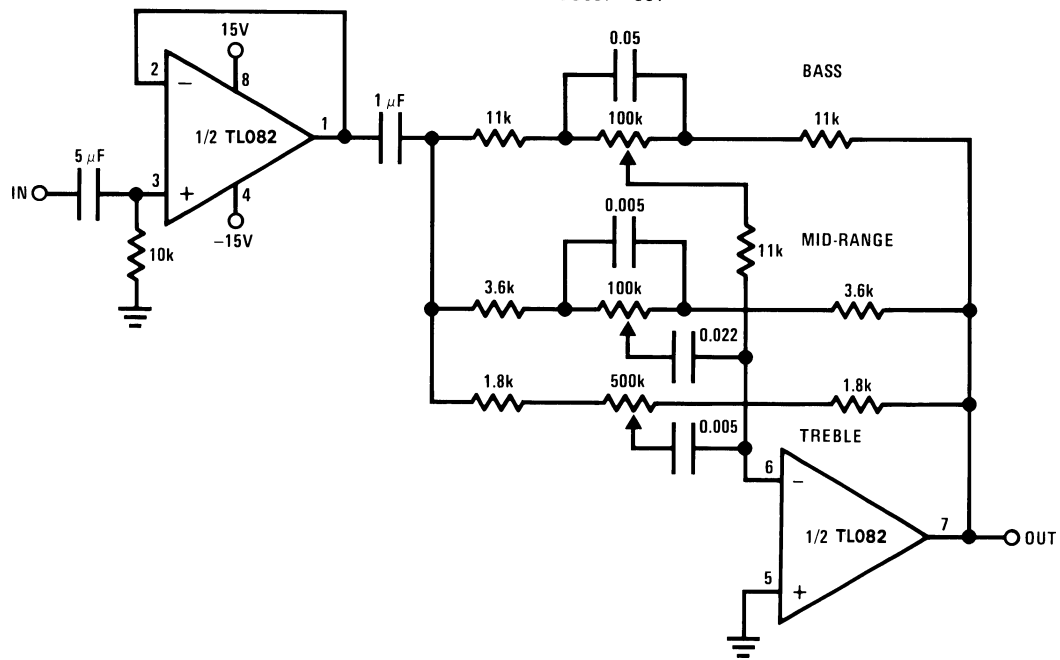 0.05
BASS
15V
2
8
−
1 µF
11k
100k
11k
1/2 TL082
1
5 µF
IN
3
+
4
−15V
0.005
10k
11k
MID-RANGE
3.6k
100k
3.6k
0.022
1.8k
500k
1.8k
0.005
TREBLE
6
−
1/2 TL082
7
OUT
5
+